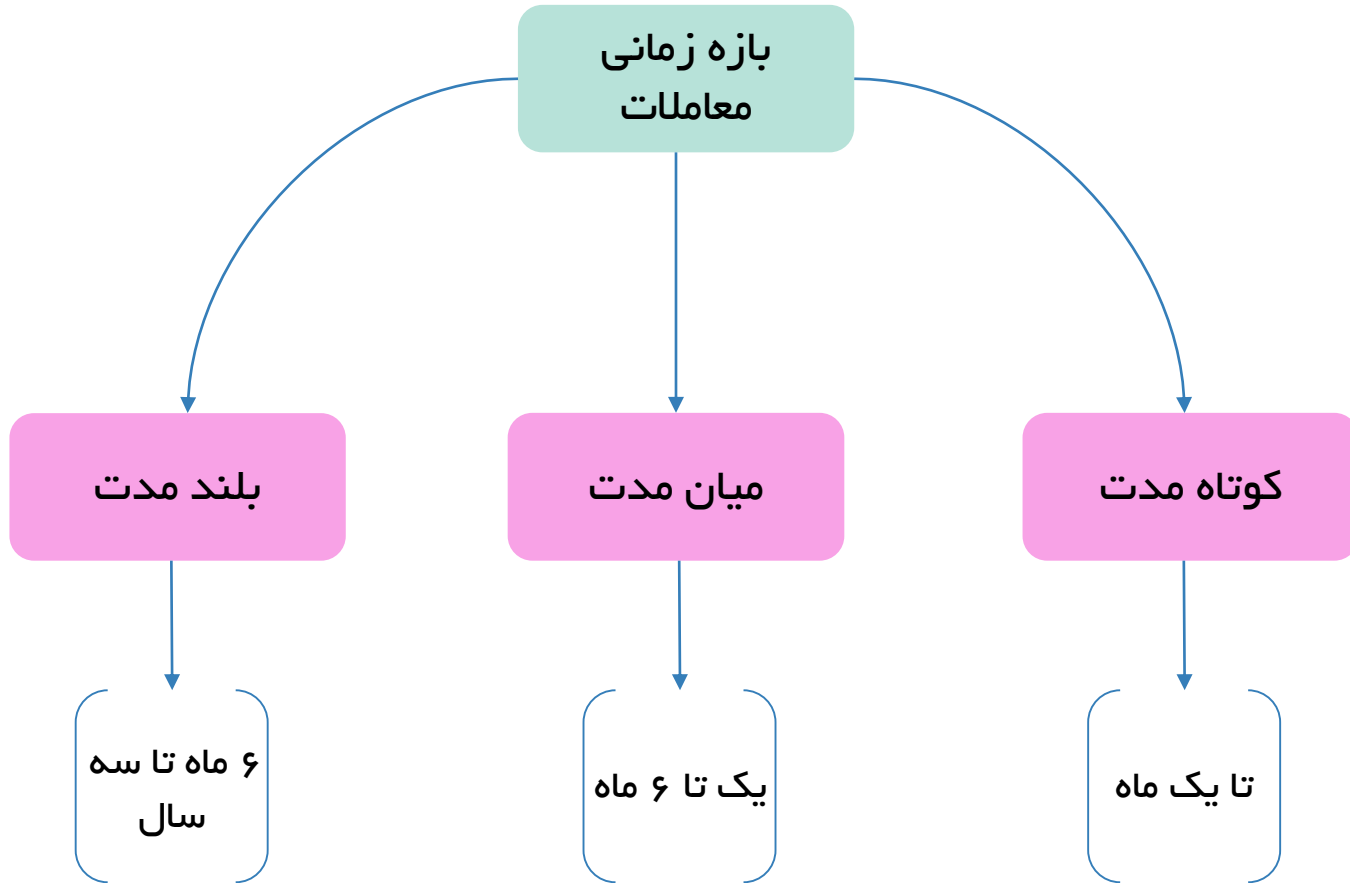 بازه زمانی
معاملات
کوتاه مدت
میان مدت
بلند مدت
تا یک ماه
یک تا ۶ ماه
۶ ماه تا سه
سال